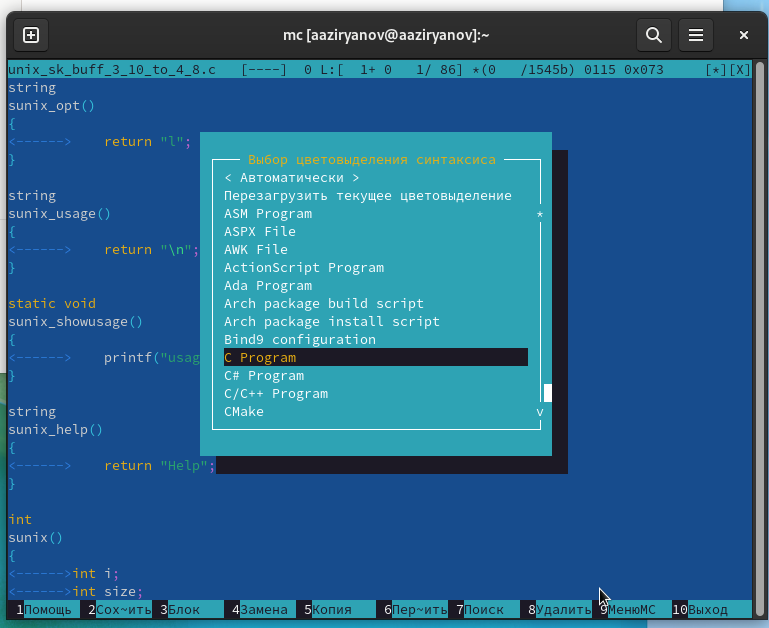 mc [aaziryanov@aaziryanov]:~
unix_sk_buff_3_10_to_4_8.c   [----]  0 L:[  1+ 0   1/ 86] *(0   /1545b) 0115 0x073      [*][X]
string
sunix_opt()
{
<------>    return "l";
}
string
sunix_usage()
{
<------>    return "\n";
}
static void
sunix_showusage()
{
<------>    printf("usag
}
string
sunix_help()
{
<------>    return "Help";
}
int
sunix()
{
<------>int i;
<------>int size;
Выбор цветовыделения синтаксиса
< Автоматически >
Перезагрузить текущее цветовыделение
ASM Program *
ASPX File
AWK File
ActionScript Program
Ada Program
Arch package build script
Arch package install script
Bind9 configuration
C Program
C# Program
C/C++ Program
CMake v
1Помощь 2Сох~ить 3Блок 4Замена 5Копия 6Пер~ить 7Поиск 8Удалить 9МенюМС 10Выход